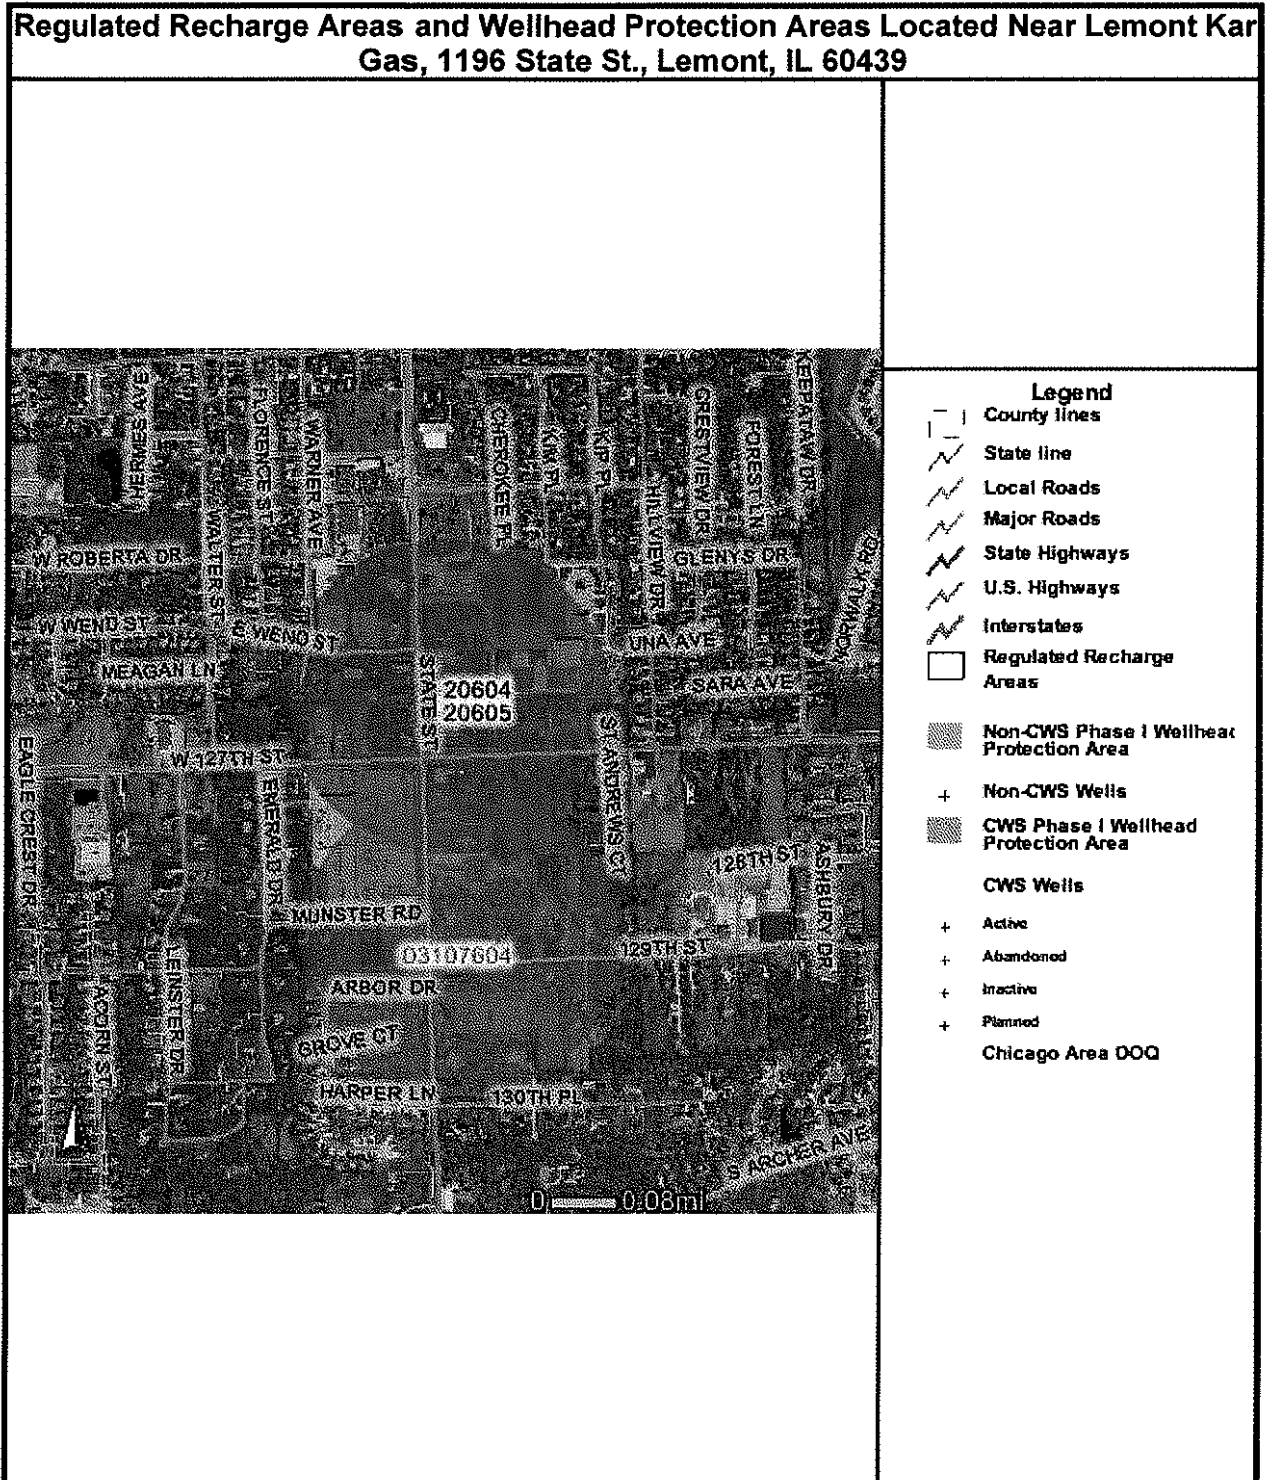 Regulated Recharge Areas and Wellhead Protection Areas Located Near Lemont Kar
Gas, 1196 State St., Lemont, IL 60439
HERMES AVE
FLORENCE ST
WARNER AVE
CHEROKEE PL
KIM PL
KIP PL
HILLVIEW DR
CRESTVIEW DR
FOREST LN
KEEPATAW DR
W ROBERTA DR
WALTER ST
GLENYS DR
NORWALK RD
W WEND ST
E WEND ST
UNA AVE
MEAGAN LN
STATE ST
20604
20605
SARA AVE
ST ANDREWS CT
EAGLE CREST DR
W 127TH ST
EMERALD DR
128TH ST
ASHBURY DR
MUNSTER RD
03107604
129TH ST
LEINSTER DR
ACORN ST
ARBOR DR
GROVE CT
HARPER LN
130TH PL
S ARCHER AVE
0 0.08mi
Legend
County lines
State line
Local Roads
Major Roads
State Highways
U.S. Highways
Interstates
Regulated Recharge
Areas
Non-CWS Phase I Wellhead
Protection Area
Non-CWS Wells
CWS Phase I Wellhead
Protection Area
CWS Wells
Active
Abandoned
Inactive
Planned
Chicago Area DOQ